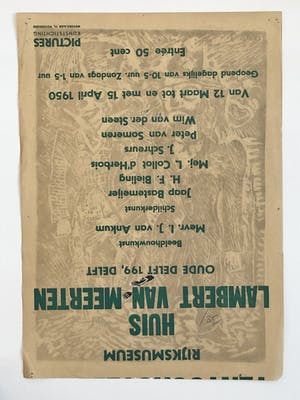 RIJKSMUSEUM
HUIS
LAMBERT VAN MEERTEN
OUDE DELFT 199, DELFT
Beeldhouwkunst
Mevr. I. J. van Ankum
Schilderkunst
Jaap Bastemeijer
H. F. Bieling
Mej. L. Collot d'Herbois
J. Schreurs
Peter van Someren
Wim van der Steen
Van 12 Maart tot en met 15 April 1950
Geopend dagelijks van 10-5 uur. Zondags van 1-5 uur
Entrée 50 cent
PICTURES
KUNSTSTICHTING